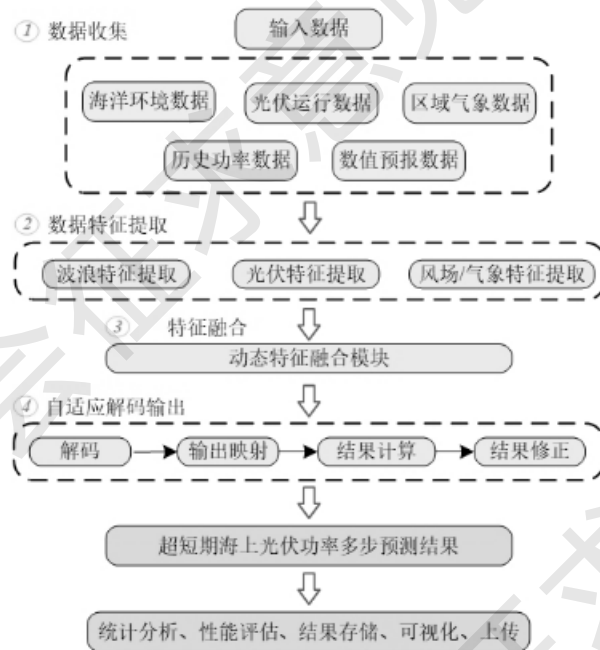 ① 数据收集
输入数据
海洋环境数据 光伏运行数据 区域气象数据
历史功率数据 数值预报数据
② 数据特征提取
波浪特征提取 光伏特征提取 风场/气象特征提取
③ 特征融合
动态特征融合模块
④ 自适应解码输出
解码 输出映射 结果计算 结果修正
超短期海上光伏功率多步预测结果
统计分析、性能评估、结果存储、可视化、上传
会征求意见
征求